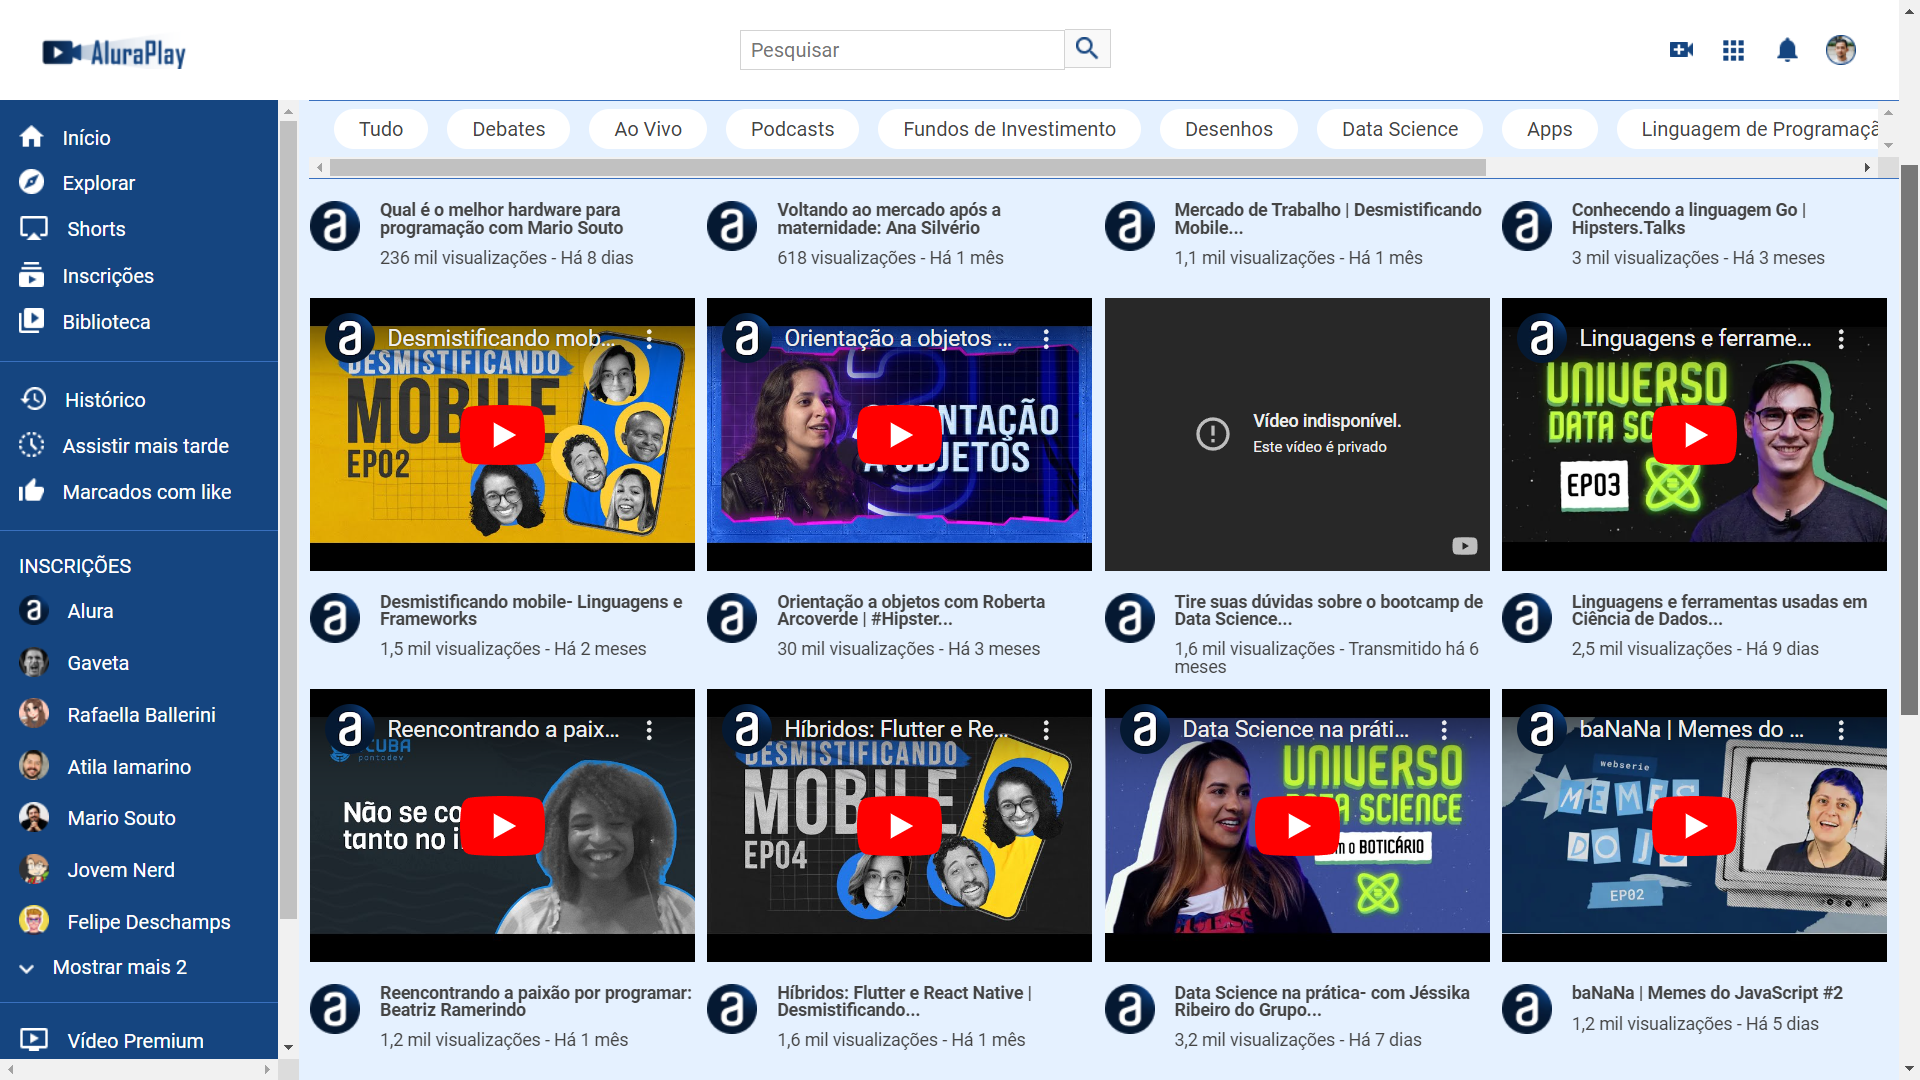 AluraPlay
Pesquisar
Início
Explorar
Shorts
Inscrições
Biblioteca
Histórico
Assistir mais tarde
Marcados com like
INSCRIÇÕES
Alura
Gaveta
Rafaella Ballerini
Atila Iamarino
Mario Souto
Jovem Nerd
Felipe Deschamps
Mostrar mais 2
Vídeo Premium
Tudo
Debates
Ao Vivo
Podcasts
Fundos de Investimento
Desenhos
Data Science
Apps
Linguagem de Programaçã
Qual é o melhor hardware para
programação com Mario Souto
236 mil visualizações - Há 8 dias
Voltando ao mercado após a
maternidade: Ana Silvério
618 visualizações - Há 1 mês
Mercado de Trabalho | Desmistificando
Mobile...
1,1 mil visualizações - Há 1 mês
Conhecendo a linguagem Go |
Hipsters.Talks
3 mil visualizações - Há 3 meses
a
Desmistificando mob...
DESMISTIFICANDO
MOBILE
EP02
a
Orientação a objetos ...
NTAÇÃO
A OBJETOS
Vídeo indisponível.
Este vídeo é privado
a
Linguagens e ferrame...
UNIVERSO
DATA SC
EP03
Desmistificando mobile- Linguagens e
Frameworks
1,5 mil visualizações - Há 2 meses
Orientação a objetos com Roberta
Arcoverde | #Hipster...
30 mil visualizações - Há 3 meses
Tire suas dúvidas sobre o bootcamp de
Data Science...
1,6 mil visualizações - Transmitido há 6
meses
Linguagens e ferramentas usadas em
Ciência de Dados...
2,5 mil visualizações - Há 9 dias
a
Reencontrando a paix...
Não se co
tanto no i
a
Híbridos: Flutter e Re...
DESMISTIFICANDO
MOBILE
EP04
a
Data Science na práti...
UNIVERSO
DATA SCIENCE
o BOTICÁRIO
a
baNaNa | Memes do ...
webserie
MEMES
DO JS
EP02
Reencontrando a paixão por programar:
Beatriz Ramerindo
1,2 mil visualizações - Há 1 mês
Híbridos: Flutter e React Native |
Desmistificando...
1,6 mil visualizações - Há 1 mês
Data Science na prática- com Jéssika
Ribeiro do Grupo...
3,2 mil visualizações - Há 7 dias
baNaNa | Memes do JavaScript #2
1,2 mil visualizações - Há 5 dias